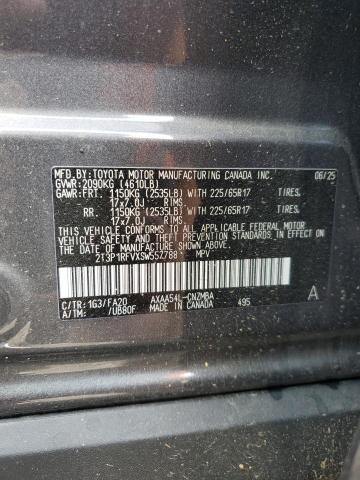 MFD.BY:TOYOTA MOTOR MANUFACTURING CANADA INC. 06/25
GVWR:2090KG (4610LB)
GAWR:FRT. 1150KG (2535LB) WITH 225/65R17 TIRES,
17x7.0J RIMS
RR. 1150KG (2535LB) WITH 225/65R17 TIRES,
17x7.0J RIMS
THIS VEHICLE CONFORMS TO ALL APPLICABLE FEDERAL MOTOR
VEHICLE SAFETY AND THEFT PREVENTION STANDARDS IN
EFFECT ON THE DATE OF MANUFACTURE SHOWN ABOVE.
2T3P1RFVXSW557788 MPV
C/TR: 1G3/FA20 AXAA54L-CNZMBA A
A/TM: /UB80F MADE IN CANADA 495